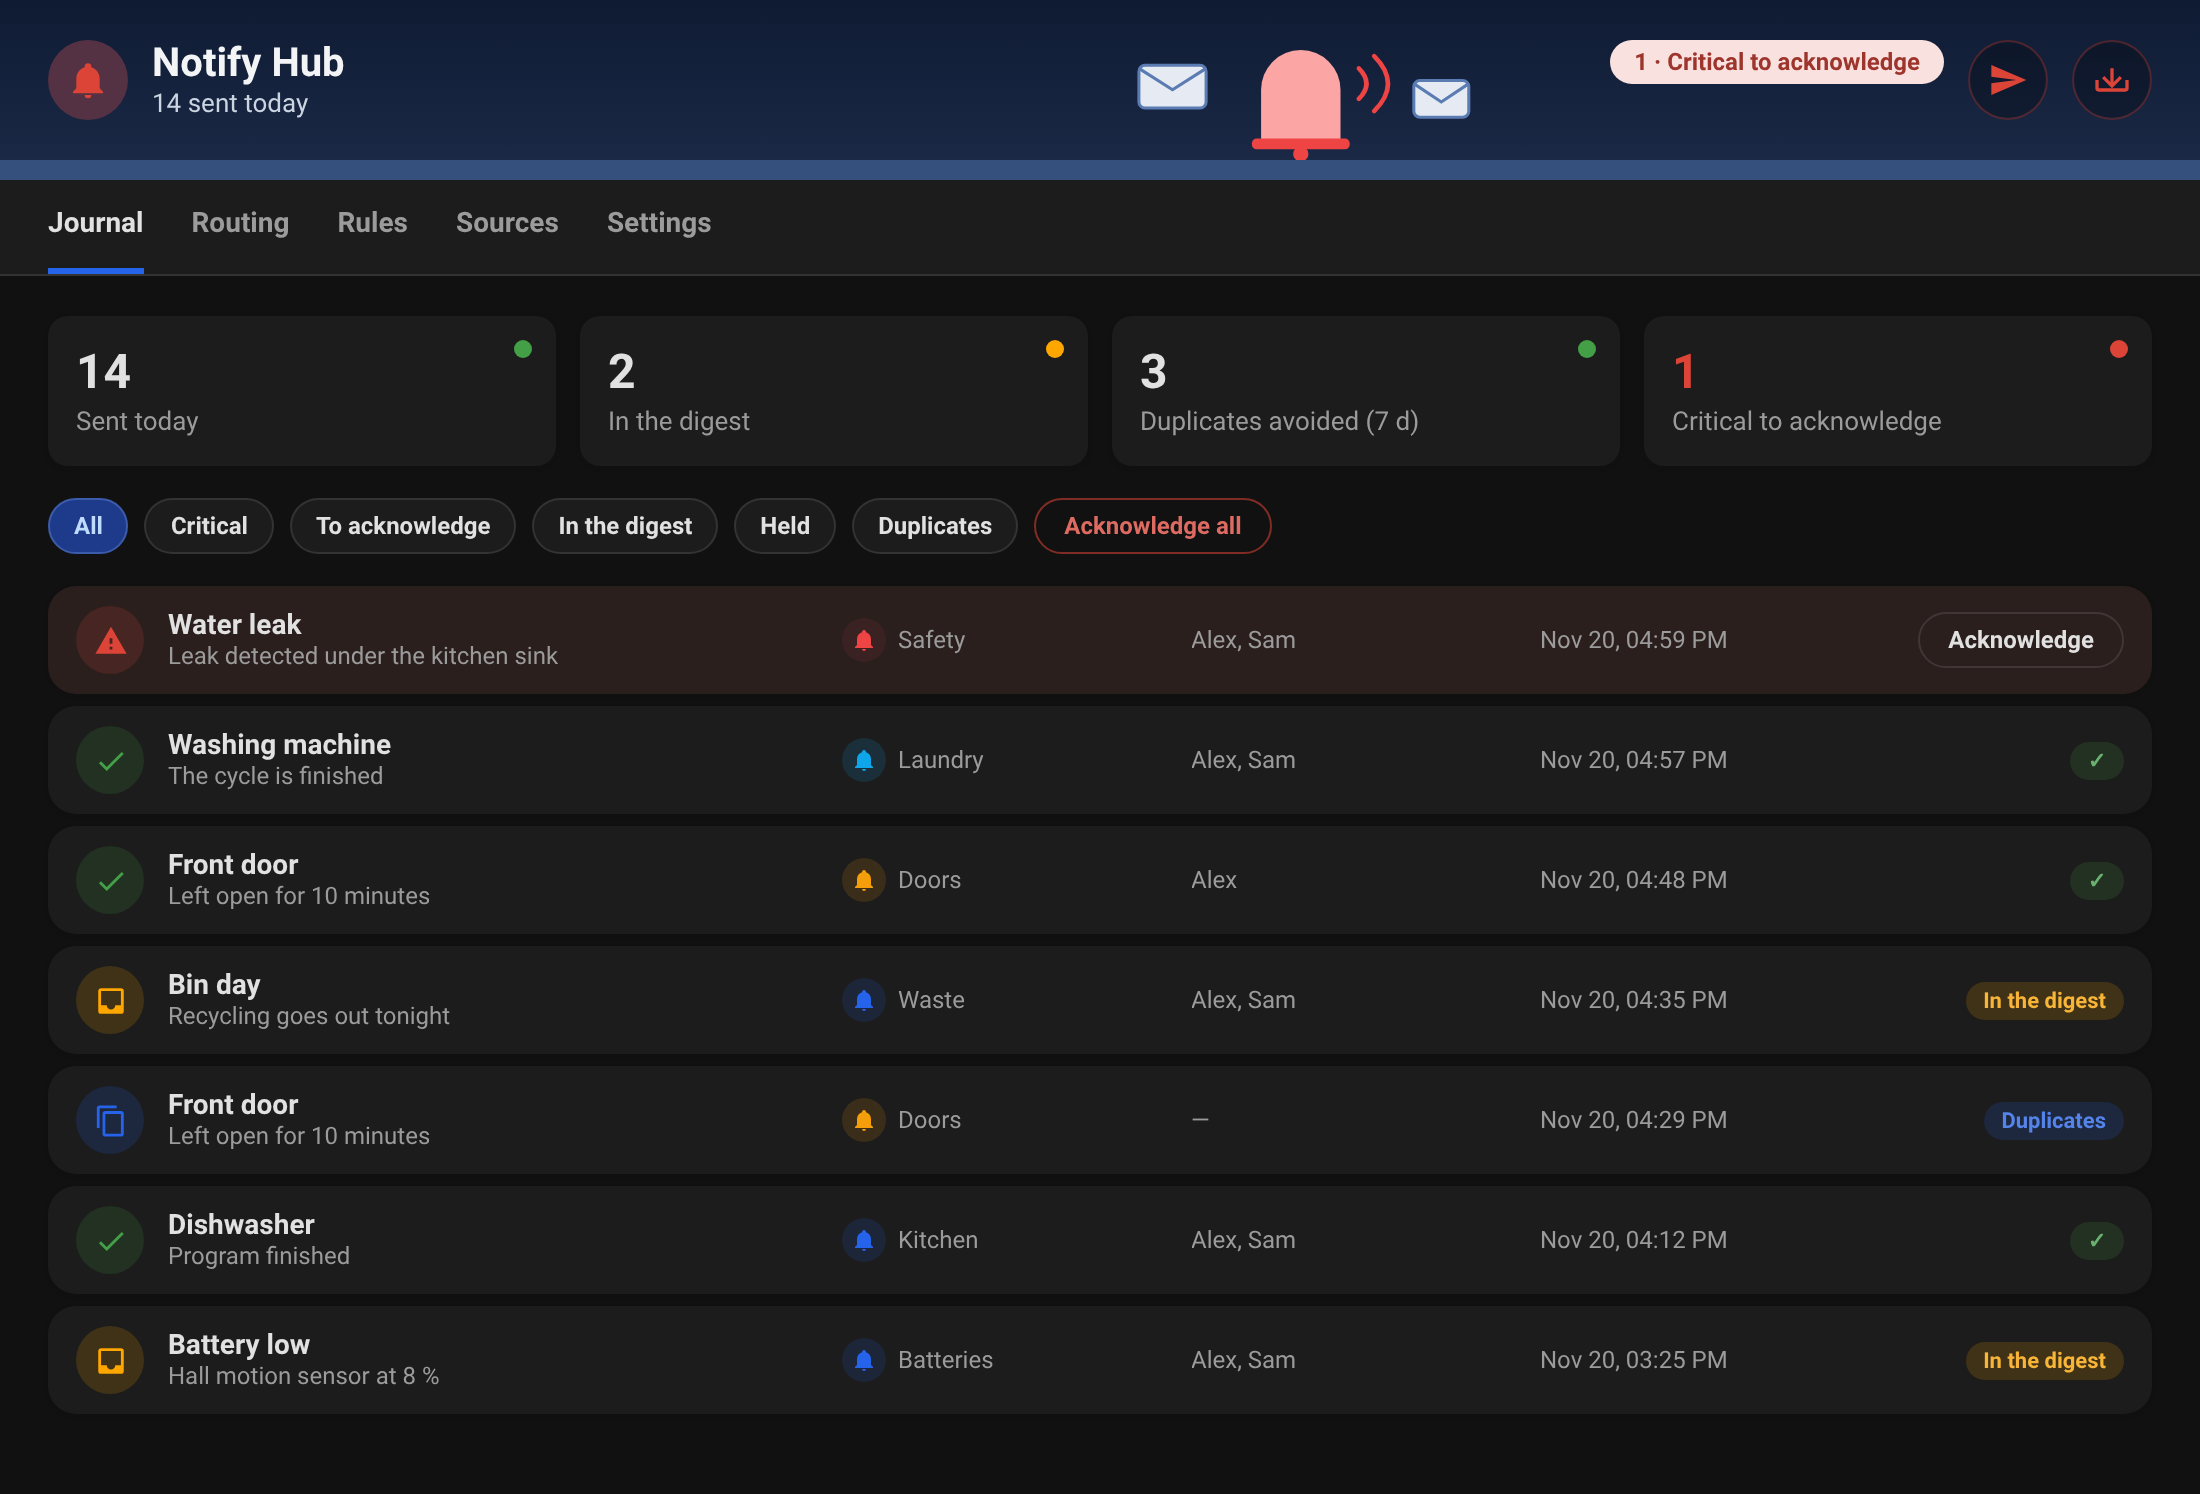 Notify Hub
14 sent today
1 · Critical to acknowledge
Journal Routing Rules Sources Settings
14
Sent today
2
In the digest
3
Duplicates avoided (7 d)
1
Critical to acknowledge
All Critical To acknowledge In the digest Held Duplicates Acknowledge all
Water leak
Leak detected under the kitchen sink
Safety
Alex, Sam
Nov 20, 04:59 PM
Acknowledge
Washing machine
The cycle is finished
Laundry
Alex, Sam
Nov 20, 04:57 PM
✓
Front door
Left open for 10 minutes
Doors
Alex
Nov 20, 04:48 PM
✓
Bin day
Recycling goes out tonight
Waste
Alex, Sam
Nov 20, 04:35 PM
In the digest
Front door
Left open for 10 minutes
Doors
—
Nov 20, 04:29 PM
Duplicates
Dishwasher
Program finished
Kitchen
Alex, Sam
Nov 20, 04:12 PM
✓
Battery low
Hall motion sensor at 8 %
Batteries
Alex, Sam
Nov 20, 03:25 PM
In the digest